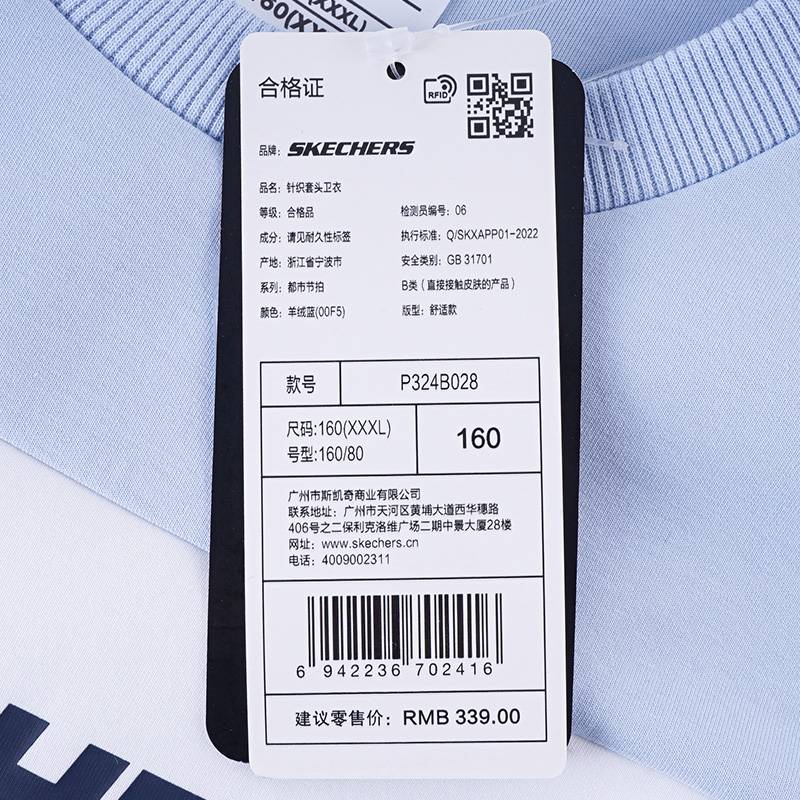 160(XXXL)
合格证
RFID
品牌: SKECHERS
品名: 针织套头卫衣
等级: 合格品 检测员编号: 06
成分: 请见耐久性标签 执行标准: Q/SKXAPP01-2022
产地: 浙江省宁波市 安全类别: GB 31701
系列: 都市节拍 B类（直接接触皮肤的产品）
颜色: 羊绒蓝(00F5) 版型: 舒适款
款号 P324B028
尺码:160(XXXL)
号型:160/80
160
广州市斯凯奇商业有限公司
联系地址: 广州市天河区黄埔大道西华穗路
406号之二保利克洛维广场二期中景大厦28楼
网址: www.skechers.cn
电话: 4009002311
6 942236 702416
建议零售价: RMB 339.00